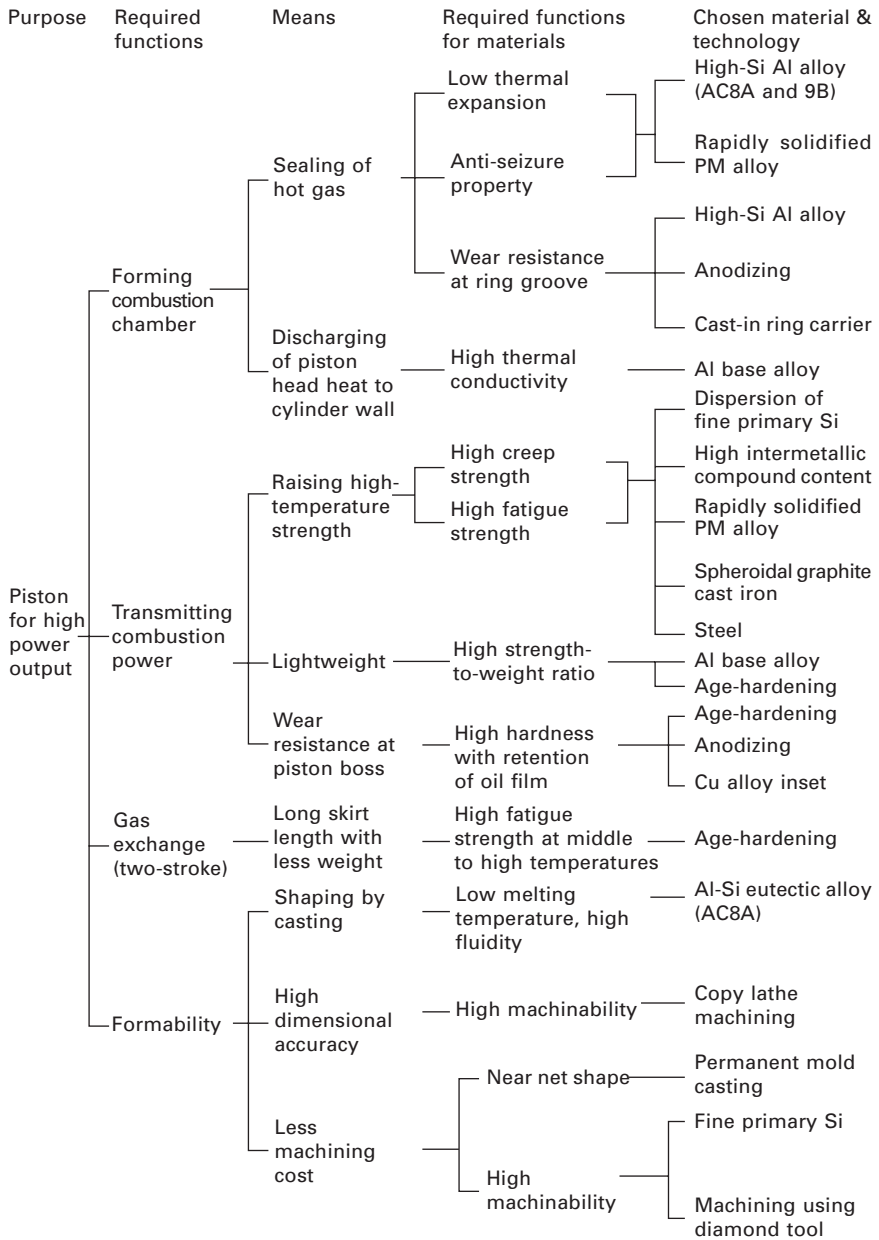 Purpose
Required
functions
Means
Required functions
for materials
Chosen material &
technology
Piston
for high
power
output
Forming
combustion
chamber
Sealing of
hot gas
Low thermal
expansion
Anti-seizure
property
High-Si Al alloy
(AC8A and 9B)
Rapidly solidified
PM alloy
Wear resistance
at ring groove
High-Si Al alloy
Anodizing
Cast-in ring carrier
Discharging
of piston
head heat to
cylinder wall
High thermal
conductivity
Al base alloy
Transmitting
combustion
power
Raising high-
temperature
strength
High creep
strength
High fatigue
strength
Dispersion of
fine primary Si
High intermetallic
compound content
Rapidly solidified
PM alloy
Spheroidal graphite
cast iron
Steel
Lightweight
High strength-
to-weight ratio
Al base alloy
Age-hardening
Wear
resistance at
piston boss
High hardness
with retention
of oil film
Age-hardening
Anodizing
Cu alloy inset
Gas
exchange
(two-stroke)
Long skirt
length with
less weight
High fatigue
strength at middle
to high temperatures
Age-hardening
Formability
Shaping by
casting
Low melting
temperature, high
fluidity
Al-Si eutectic alloy
(AC8A)
High
dimensional
accuracy
High machinability
Copy lathe
machining
Less
machining
cost
Near net shape
Permanent mold
casting
High
machinability
Fine primary Si
Machining using
diamond tool